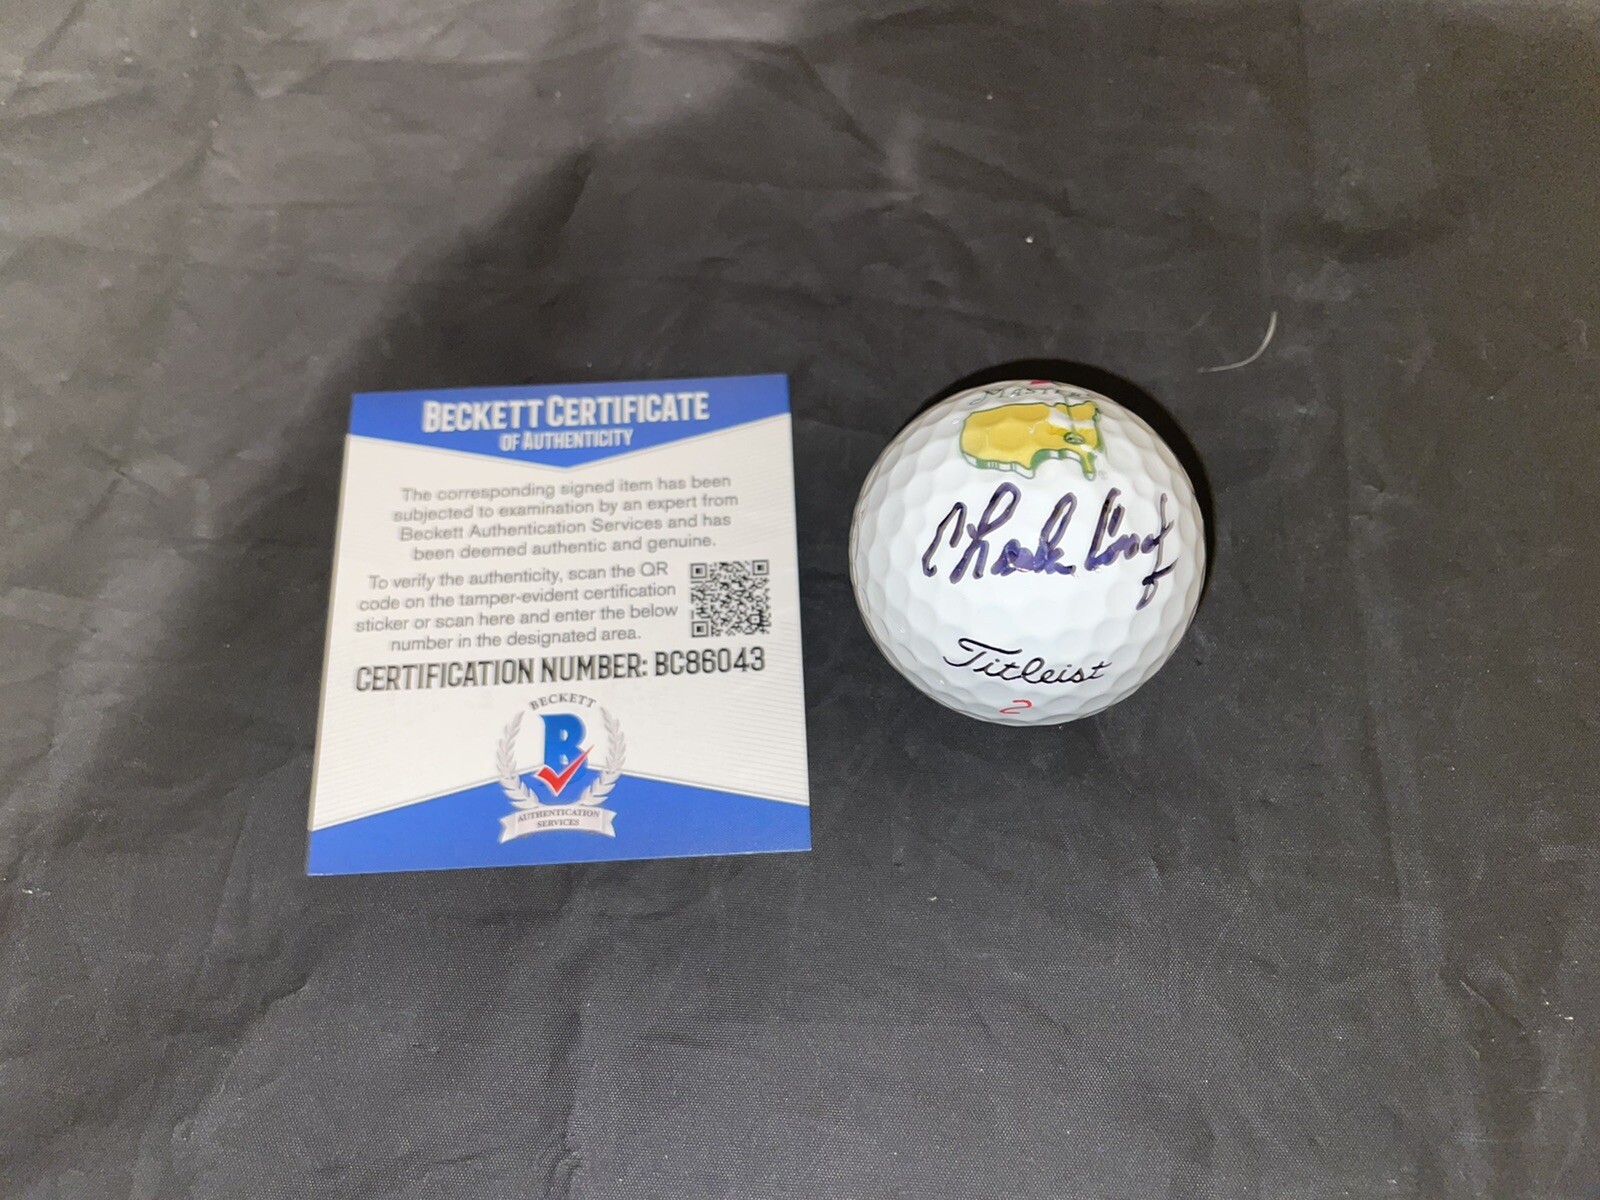 BECKETT CERTIFICATE
OF AUTHENTICITY
The corresponding signed item has been
subjected to examination by an expert from
Beckett Authentication Services and has
been deemed authentic and genuine.
To verify the authenticity, scan the QR
code on the tamper-evident certification
sticker or scan here and enter the below
number in the designated area.
CERTIFICATION NUMBER: BC86043
BECKETT
B
AUTHENTICATION
SERVICES
MASTERS
Charles Coody
Titleist
2